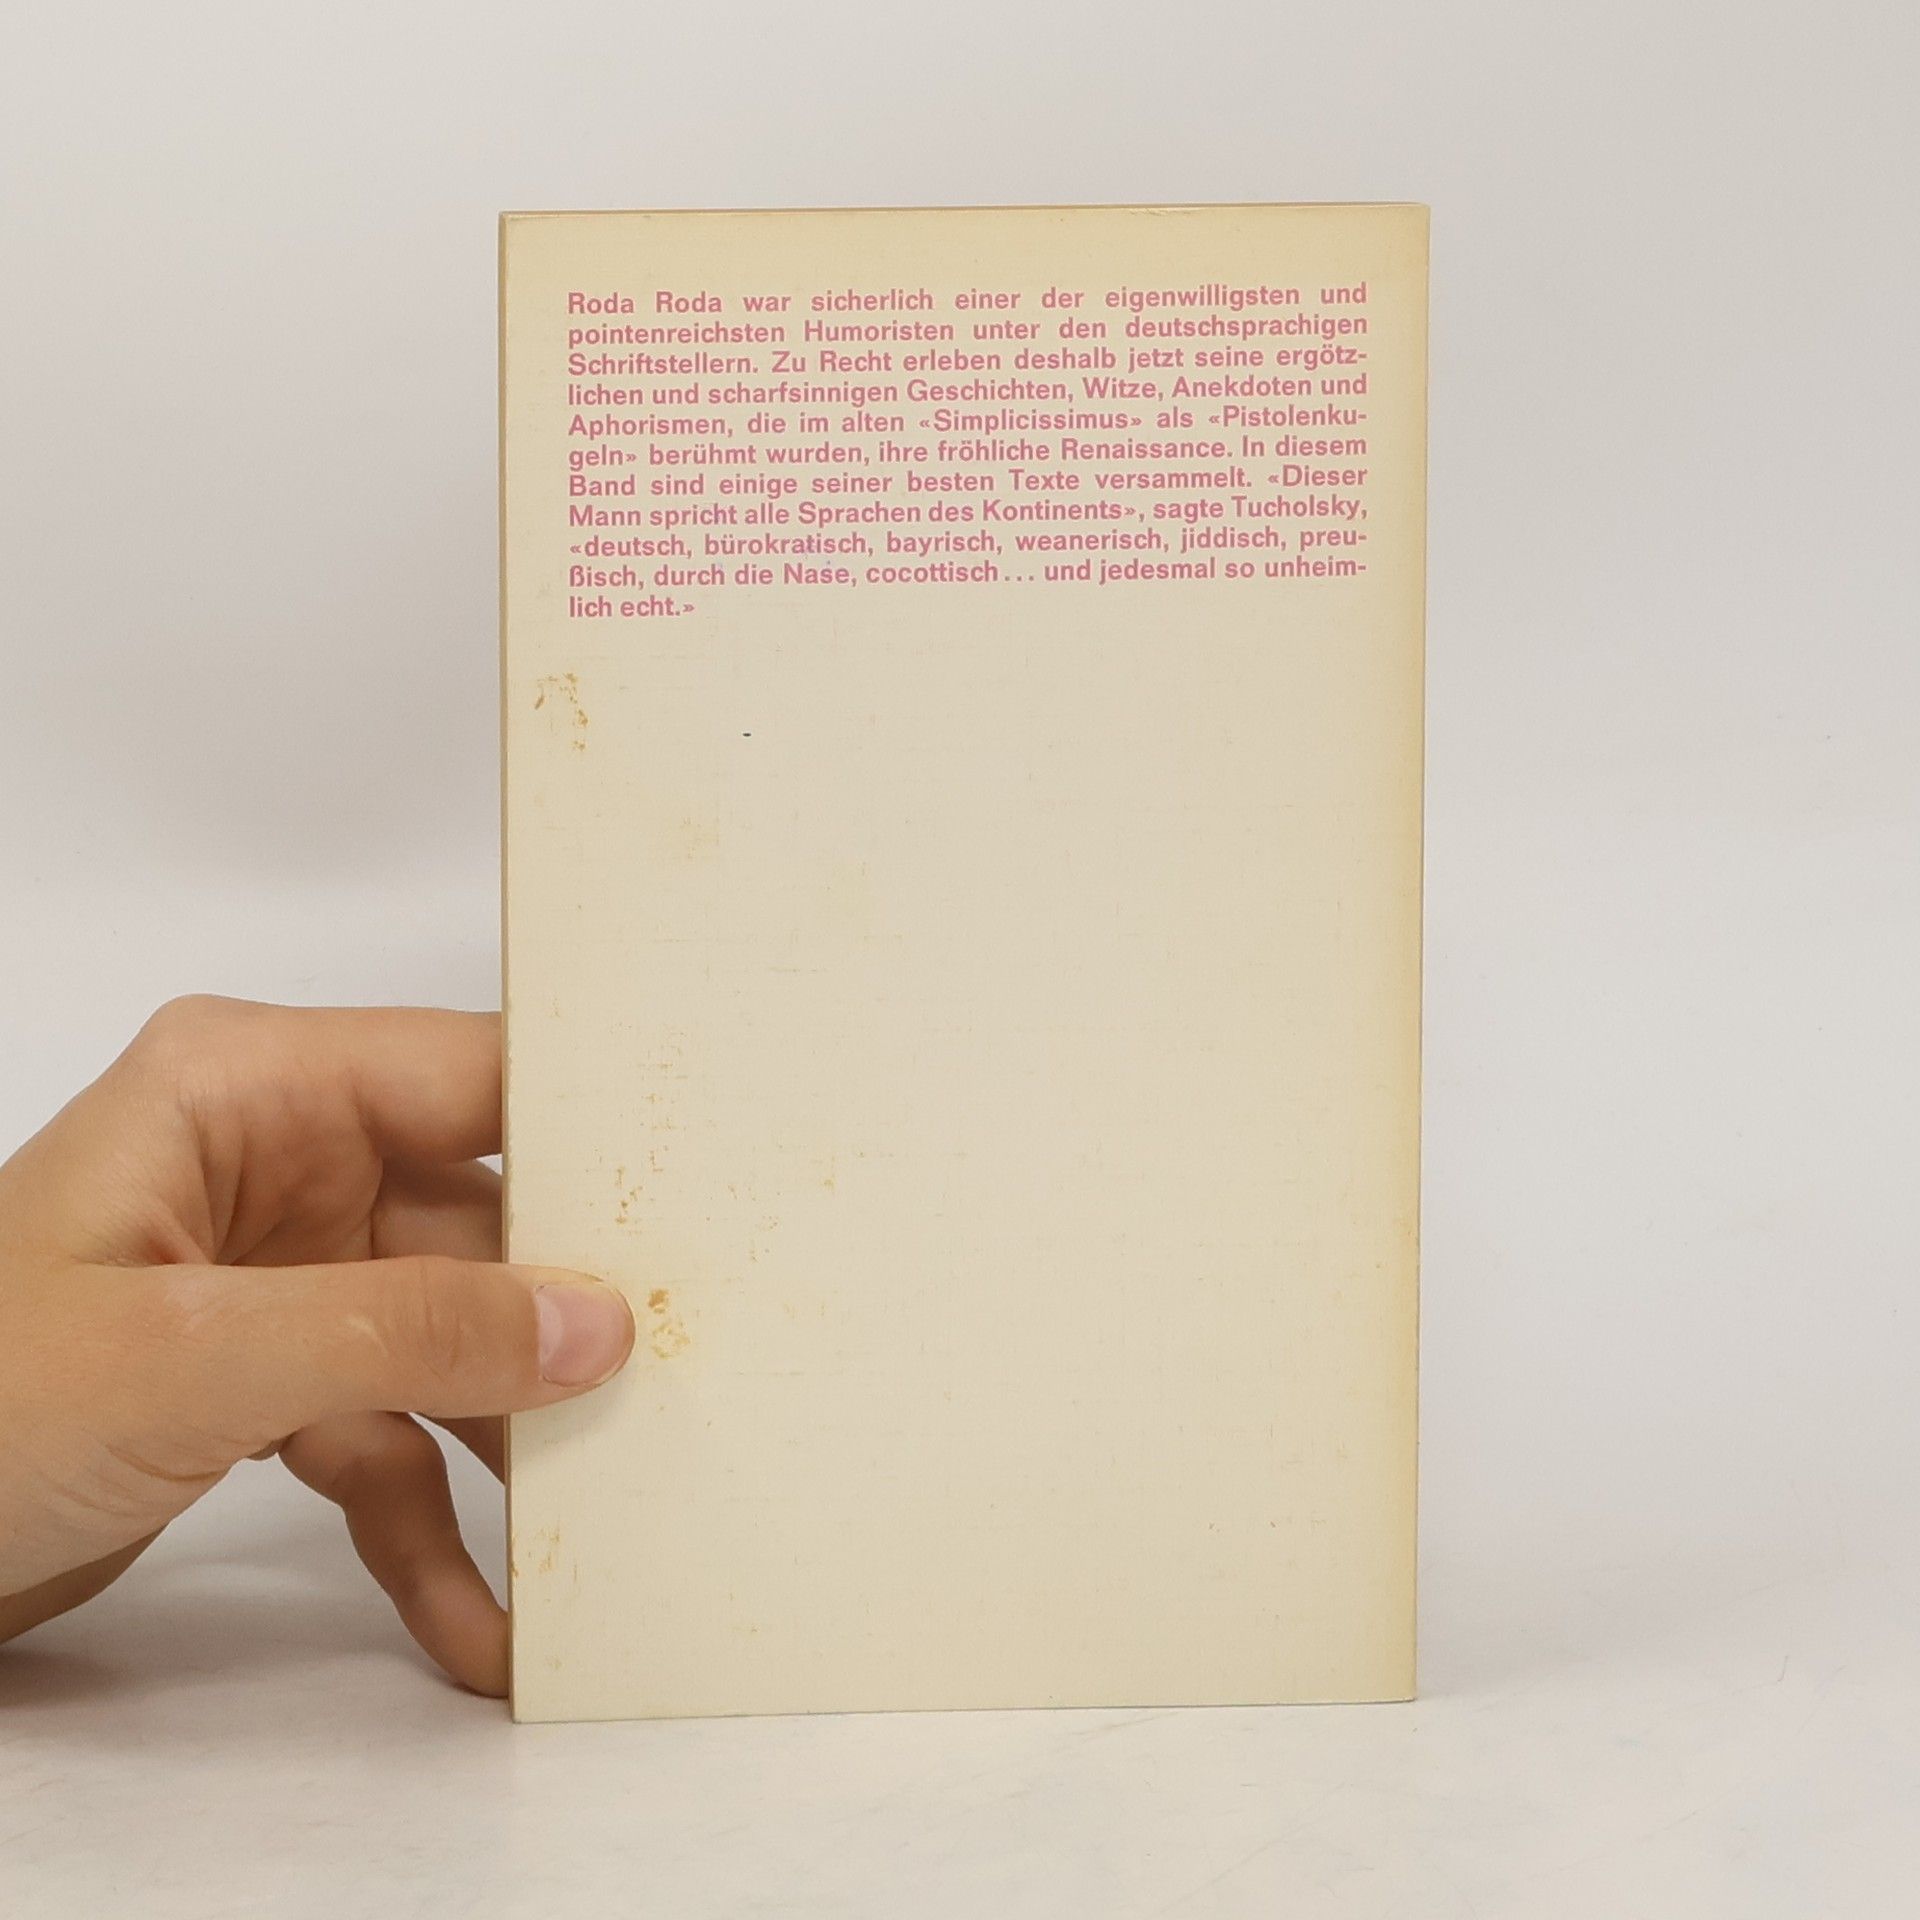 Roda Roda war sicherlich einer der eigenwilligsten und
pointenreichsten Humoristen unter den deutschsprachigen
Schriftstellern. Zu Recht erleben deshalb jetzt seine ergötz-
lichen und scharfsinnigen Geschichten, Witze, Anekdoten und
Aphorismen, die im alten «Simplicissimus» als «Pistolenku-
geln» berühmt wurden, ihre fröhliche Renaissance. In diesem
Band sind einige seiner besten Texte versammelt. «Dieser
Mann spricht alle Sprachen des Kontinents», sagte Tucholsky,
«deutsch, bürokratisch, bayrisch, weanerisch, jiddisch, preu-
ßisch, durch die Nase, cocottisch... und jedesmal so unheim-
lich echt.»